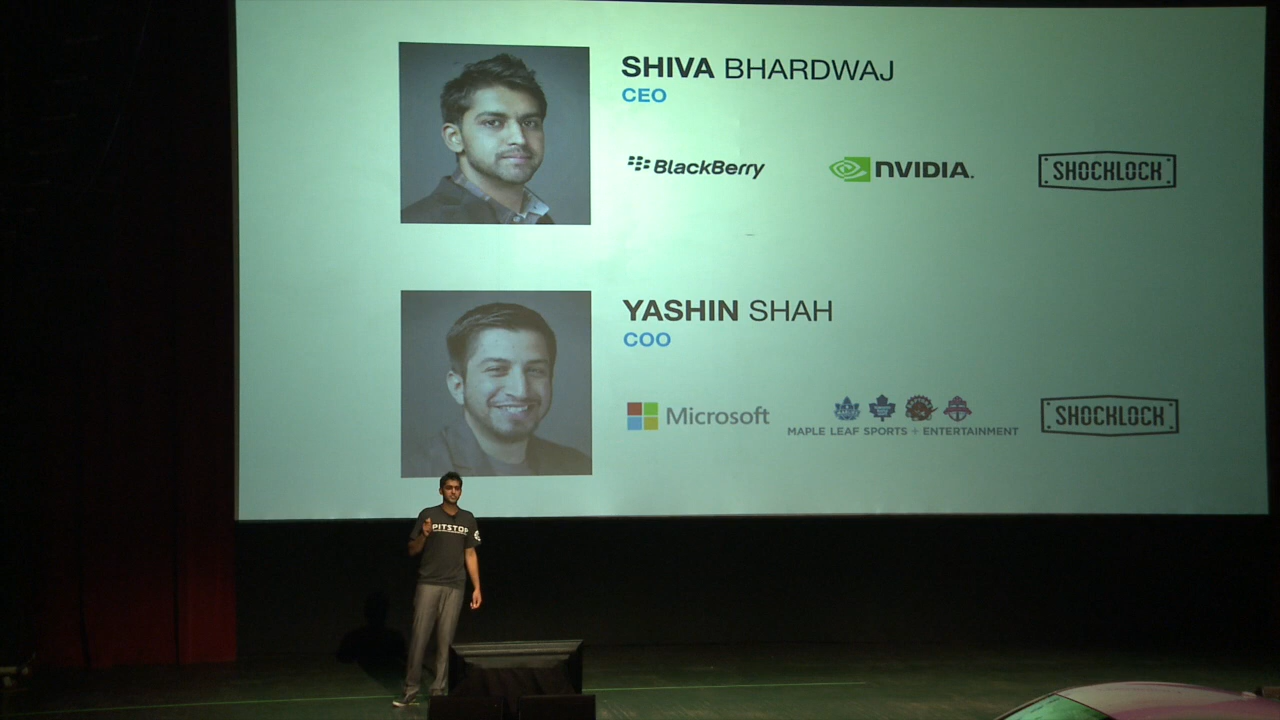 SHIVA BHARDWAJ
CEO
BlackBerry NVIDIA. SHOCKLOCK
YASHIN SHAH
COO
Microsoft MAPLE LEAF SPORTS + ENTERTAINMENT SHOCKLOCK
PITSTOP